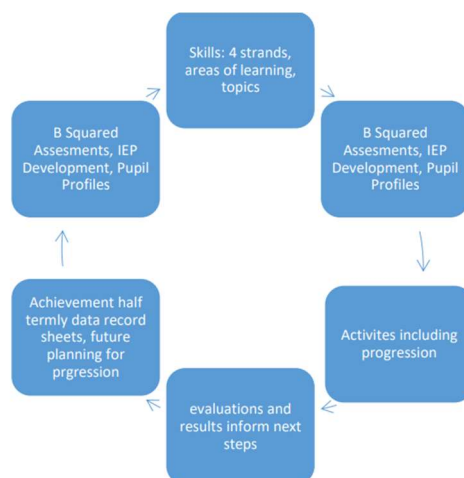 Skills: 4 strands,
areas of learning,
topics
B Squared
Assesments, IEP
Development, Pupil
Profiles
B Squared
Assesments, IEP
Development, Pupil
Profiles
Activites including
progression
evaluations and
results inform next
steps
Achievement half
termly data record
sheets, future
planning for
prgression